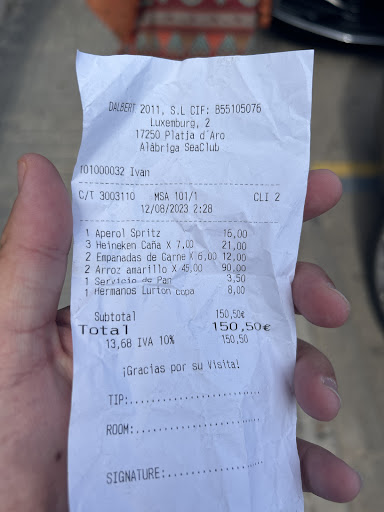 DALBERT 2011, S.L CIF: B55105076
Luxemburg, 2
17250 Platja d'Aro
Alábriga SeaClub
T01000032 Ivan
C/T 3003110 MSA 101/1 CLI 2
12/08/2023 2:28
1 Aperol Spritz 16,00
3 Heineken Caña X 7,00 21,00
2 Empanadas de Carne X 6,00 12,00
2 Arroz amarillo X 45,00 90,00
1 Servicio de Pan 3,50
1 Hermanos Lurton copa 8,00
Subtotal 150,50€
Total 150,50€
13,68 IVA 10% 150,50
¡Gracias por su Visita!
TIP:
ROOM:
SIGNATURE: